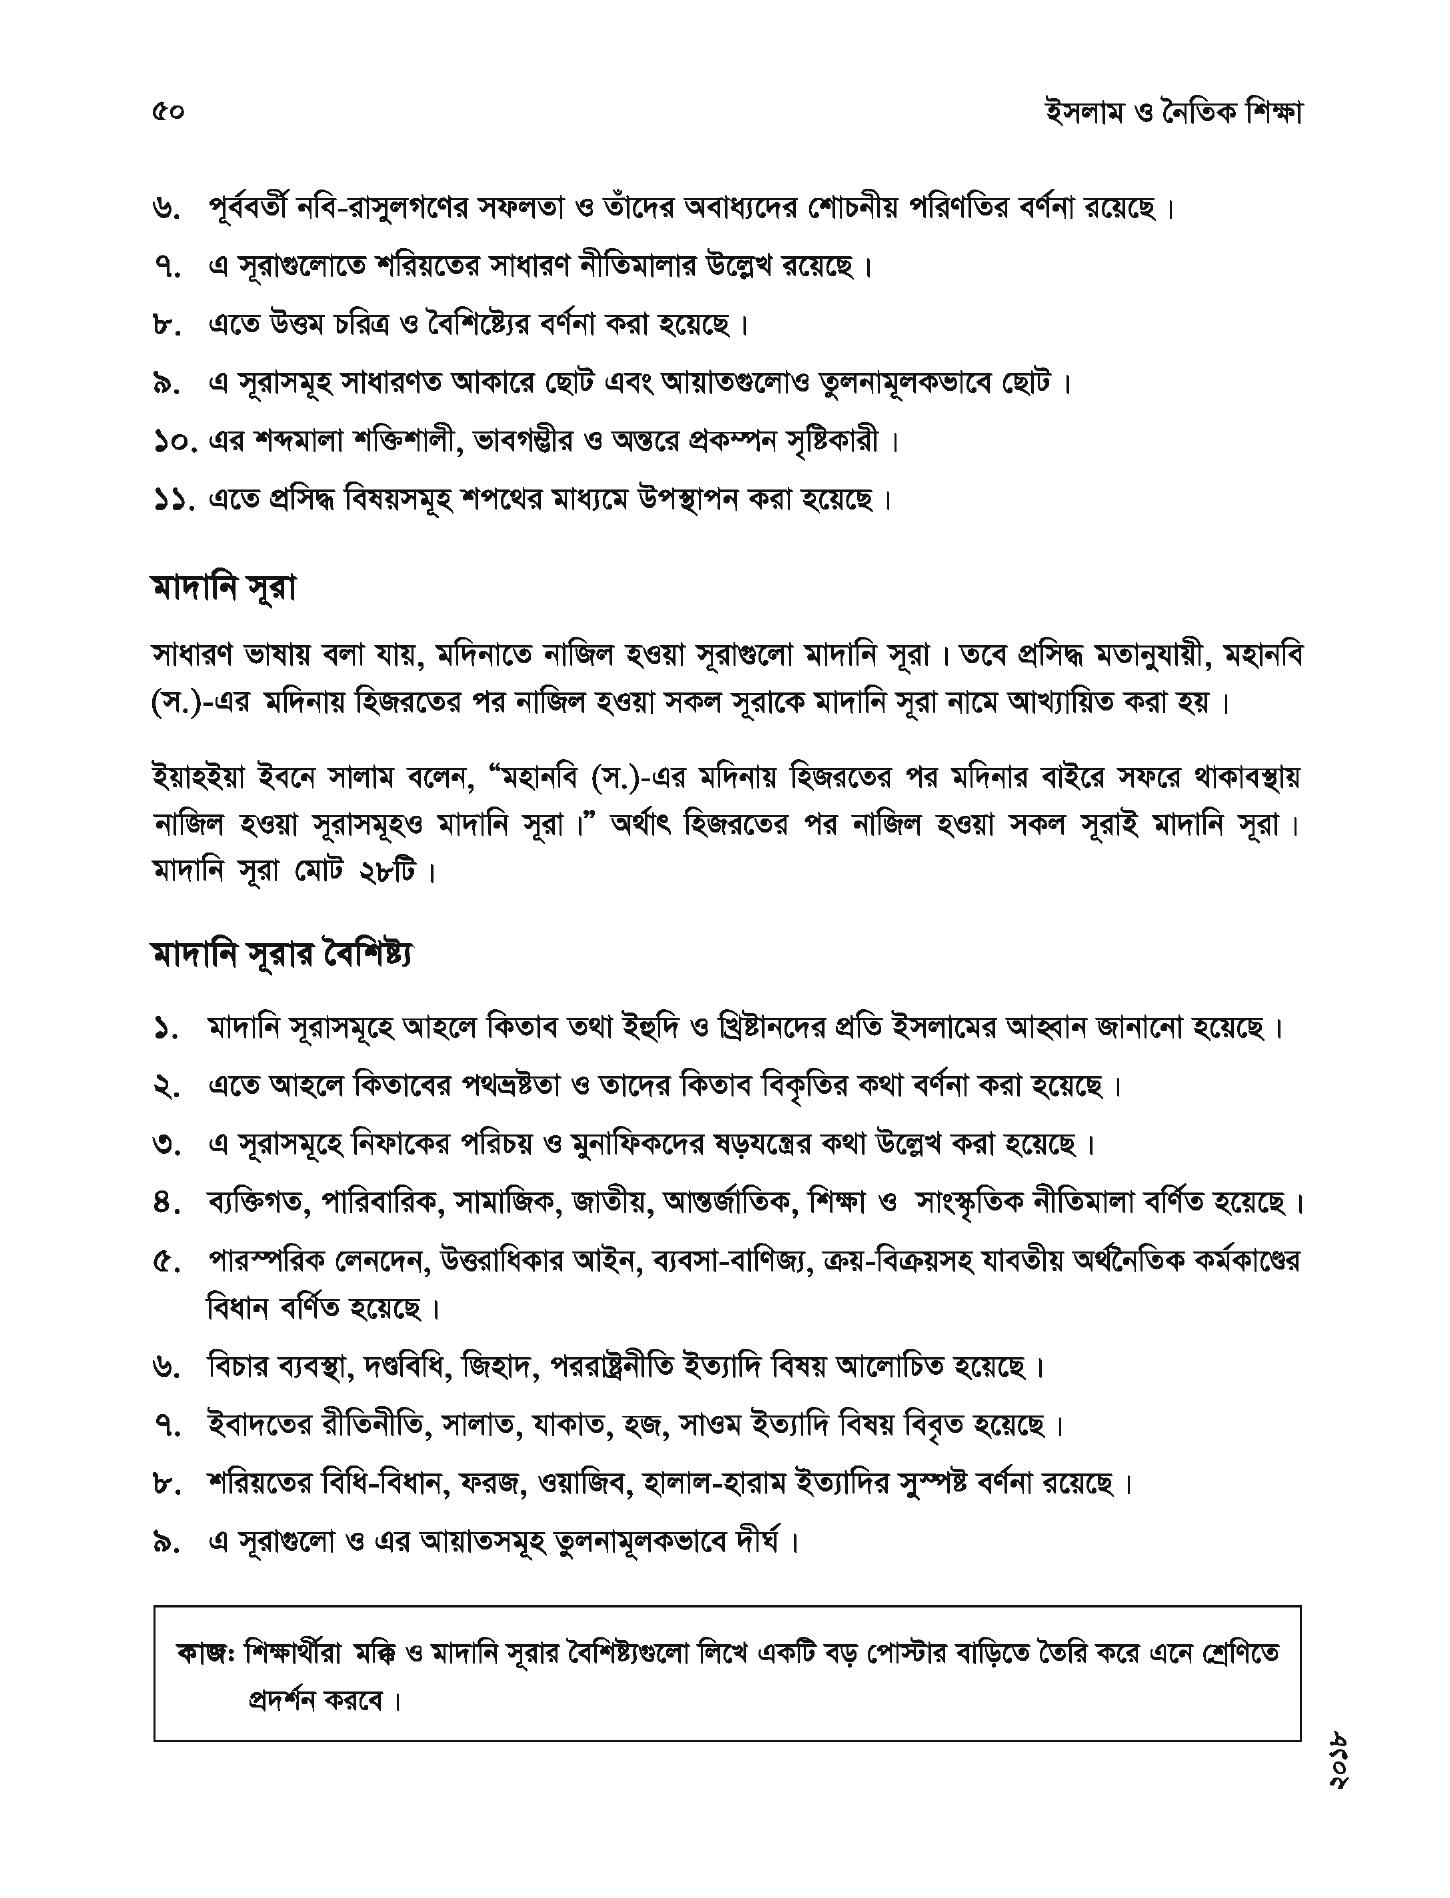 ৫০
ইসলাম ও নৈতিক শিক্ষা
৬. পূর্ববর্তী নবি-রাসুলগণের সফলতা ও তাঁদের অবাধ্যদের শোচনীয় পরিণতির বর্ণনা রয়েছে।
৭. এ সূরাগুলোতে শরিয়তের সাধারণ নীতিমালার উল্লেখ রয়েছে।
৮. এতে উত্তম চরিত্র ও বৈশিষ্ট্যের বর্ণনা করা হয়েছে।
৯. এ সূরাসমূহ সাধারণত আকারে ছোট এবং আয়াতগুলোও তুলনামূলকভাবে ছোট।
১০. এর শব্দমালা শক্তিশালী, ভাবগম্ভীর ও অন্তরে প্রকম্পন সৃষ্টিকারী।
১১. এতে প্রসিদ্ধ বিষয়সমূহ শপথের মাধ্যমে উপস্থাপন করা হয়েছে।
মাদানি সূরা
সাধারণ ভাষায় বলা যায়, মদিনাতে নাজিল হওয়া সূরাগুলো মাদানি সূরা। তবে প্রসিদ্ধ মতানুযায়ী, মহানবি
(স.)-এর মদিনায় হিজরতের পর নাজিল হওয়া সকল সূরাকে মাদানি সূরা নামে আখ্যায়িত করা হয়।
ইয়াহইয়া ইবনে সালাম বলেন, “মহানবি (স.)-এর মদিনায় হিজরতের পর মদিনার বাইরে সফরে থাকাবস্থায়
নাজিল হওয়া সূরাসমূহও মাদানি সূরা।” অর্থাৎ হিজরতের পর নাজিল হওয়া সকল সূরাই মাদানি সূরা।
মাদানি সূরা মোট ২৮টি।
মাদানি সূরার বৈশিষ্ট্য
১. মাদানি সূরাসমূহে আহলে কিতাব তথা ইহুদি ও খ্রিষ্টানদের প্রতি ইসলামের আহ্বান জানানো হয়েছে।
২. এতে আহলে কিতাবের পথভ্রষ্টতা ও তাদের কিতাব বিকৃতির কথা বর্ণনা করা হয়েছে।
৩. এ সূরাসমূহে নিফাকের পরিচয় ও মুনাফিকদের ষড়যন্ত্রের কথা উল্লেখ করা হয়েছে।
৪. ব্যক্তিগত, পারিবারিক, সামাজিক, জাতীয়, আন্তর্জাতিক, শিক্ষা ও সাংস্কৃতিক নীতিমালা বর্ণিত হয়েছে।
৫. পারস্পরিক লেনদেন, উত্তরাধিকার আইন, ব্যবসা-বাণিজ্য, ক্রয়-বিক্রয়সহ যাবতীয় অর্থনৈতিক কর্মকাণ্ডের
বিধান বর্ণিত হয়েছে।
৬. বিচার ব্যবস্থা, দণ্ডবিধি, জিহাদ, পররাষ্ট্রনীতি ইত্যাদি বিষয় আলোচিত হয়েছে।
৭. ইবাদতের রীতিনীতি, সালাত, যাকাত, হজ, সাওম ইত্যাদি বিষয় বিবৃত হয়েছে।
৮. শরিয়তের বিধি-বিধান, ফরজ, ওয়াজিব, হালাল-হারাম ইত্যাদির সুস্পষ্ট বর্ণনা রয়েছে।
৯. এ সূরাগুলো ও এর আয়াতসমূহ তুলনামূলকভাবে দীর্ঘ।
কাজ: শিক্ষার্থীরা মক্কি ও মাদানি সূরার বৈশিষ্ট্যগুলো লিখে একটি বড় পোস্টার বাড়িতে তৈরি করে এনে শ্রেণিতে
প্রদর্শন করবে।
২০১৮